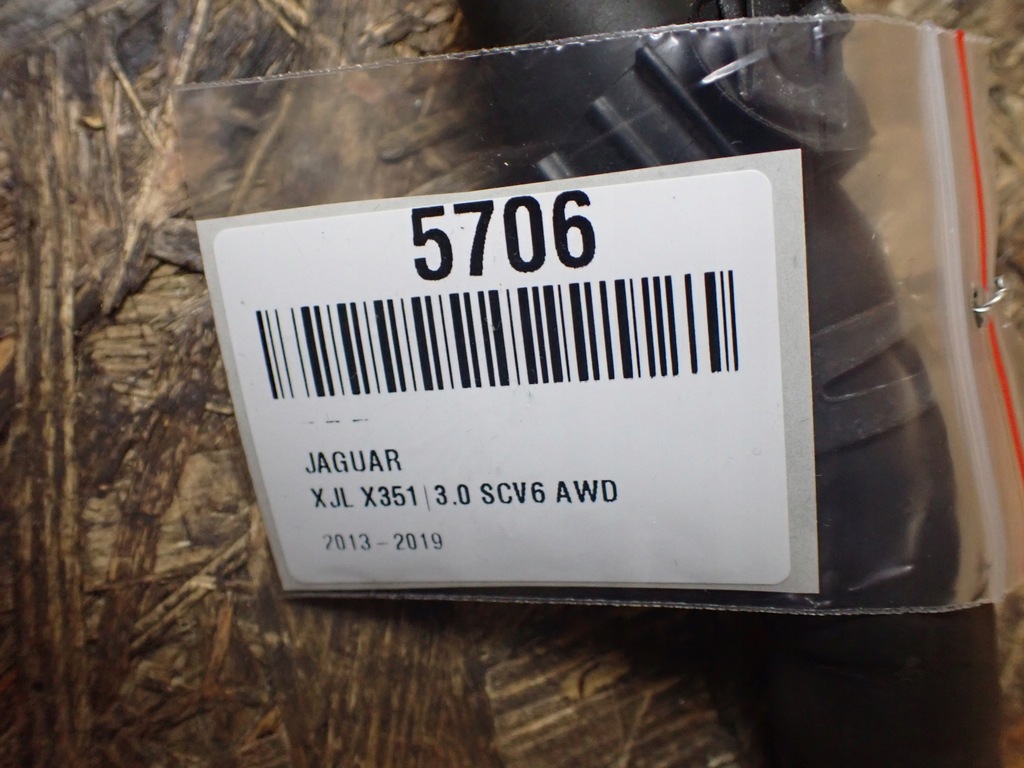 5706
JAGUAR
XJL X351 | 3.0 SCV6 AWD
2013 - 2019